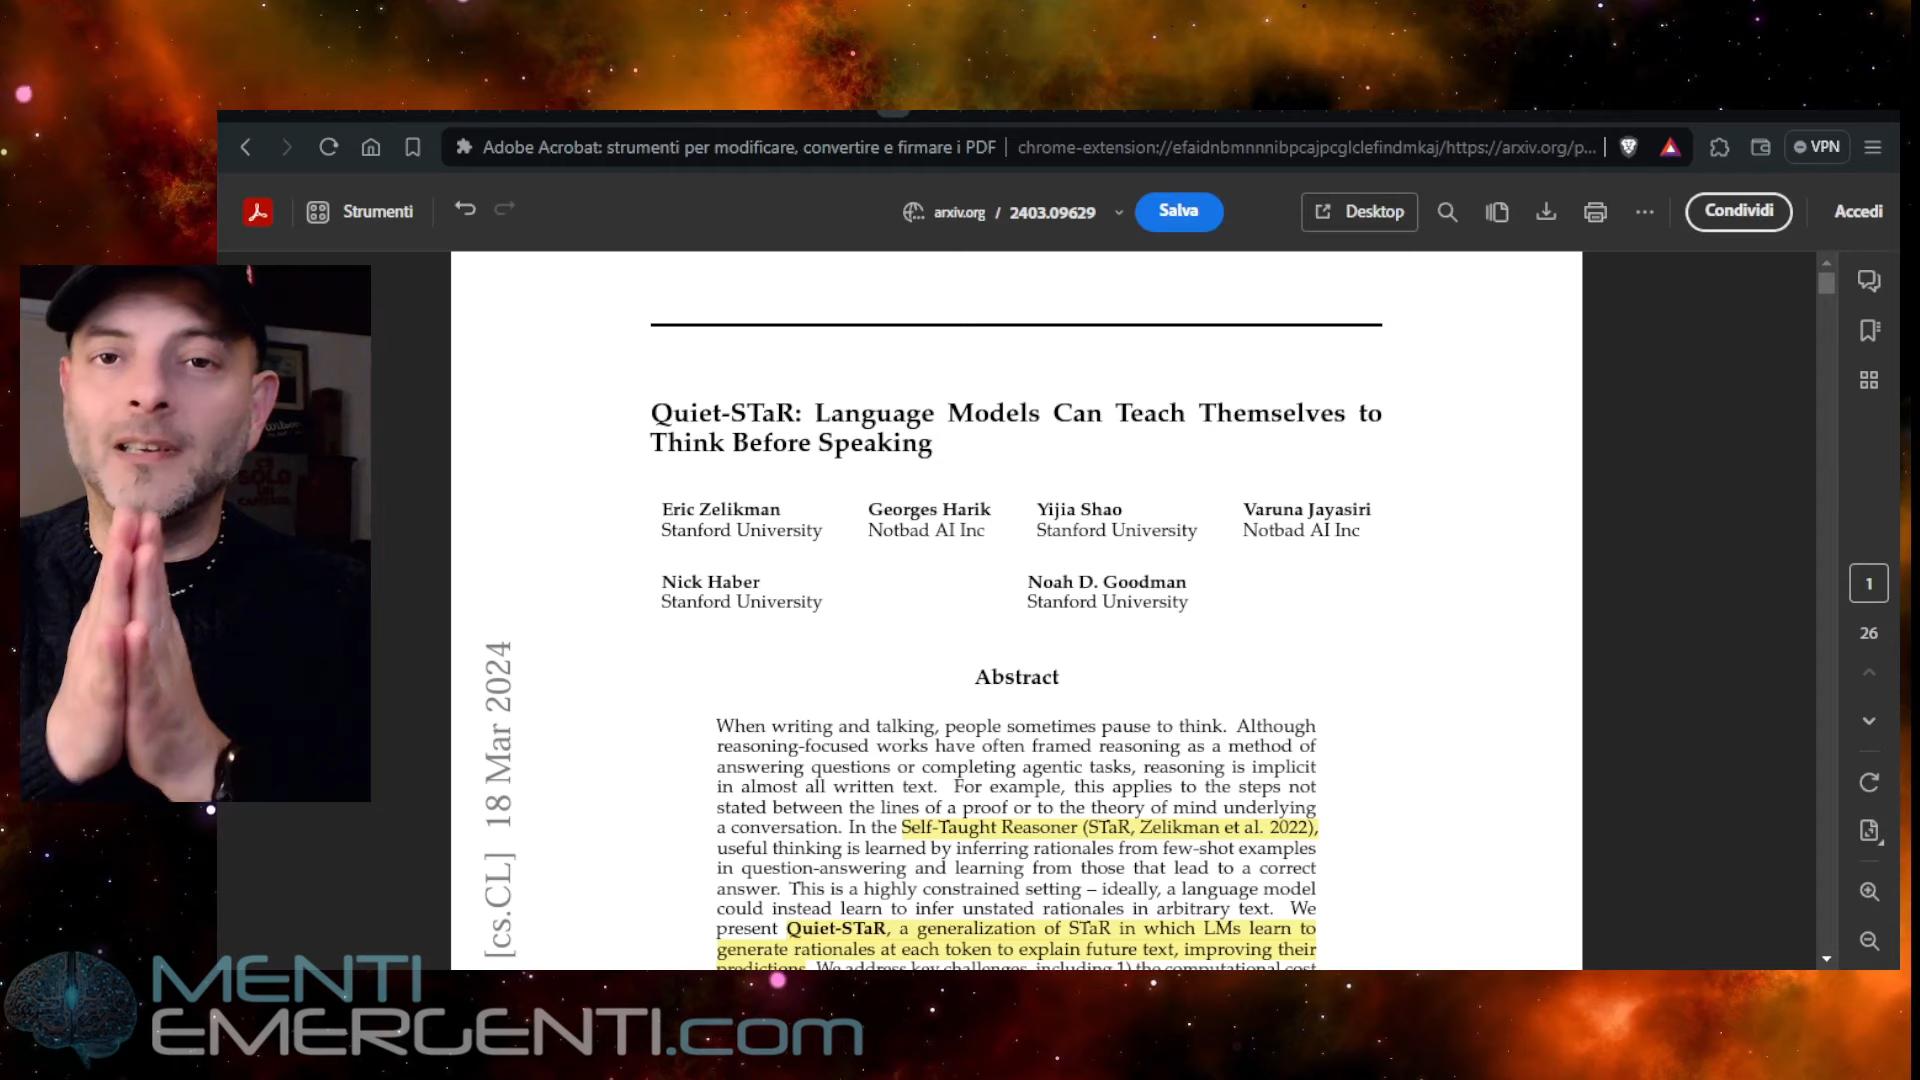 Adobe Acrobat: strumenti per modificare, convertire e firmare i PDF | chrome-extension://efaidnbmnnnibpcajpcglclefindmkaj/https://arxiv.org/p...
VPN
Strumenti
arxiv.org / 2403.09629
Salva
Desktop
Condividi
Accedi
Quiet-STaR: Language Models Can Teach Themselves to
Think Before Speaking
Eric Zelikman Georges Harik Yijia Shao Varuna Jayasiri
Stanford University Notbad AI Inc Stanford University Notbad AI Inc
Nick Haber Noah D. Goodman
Stanford University Stanford University
Abstract
When writing and talking, people sometimes pause to think. Although
reasoning-focused works have often framed reasoning as a method of
answering questions or completing agentic tasks, reasoning is implicit
in almost all written text. For example, this applies to the steps not
stated between the lines of a proof or to the theory of mind underlying
a conversation. In the Self-Taught Reasoner (STaR, Zelikman et al. 2022),
useful thinking is learned by inferring rationales from few-shot examples
in question-answering and learning from those that lead to a correct
answer. This is a highly constrained setting – ideally, a language model
could instead learn to infer unstated rationales in arbitrary text. We
present Quiet-STaR, a generalization of STaR in which LMs learn to
generate rationales at each token to explain future text, improving their
predictions. We address key challenges, including 1) the computational cost
[cs.CL] 18 Mar 2024
1
26
MENTI
EMERGENTI.com